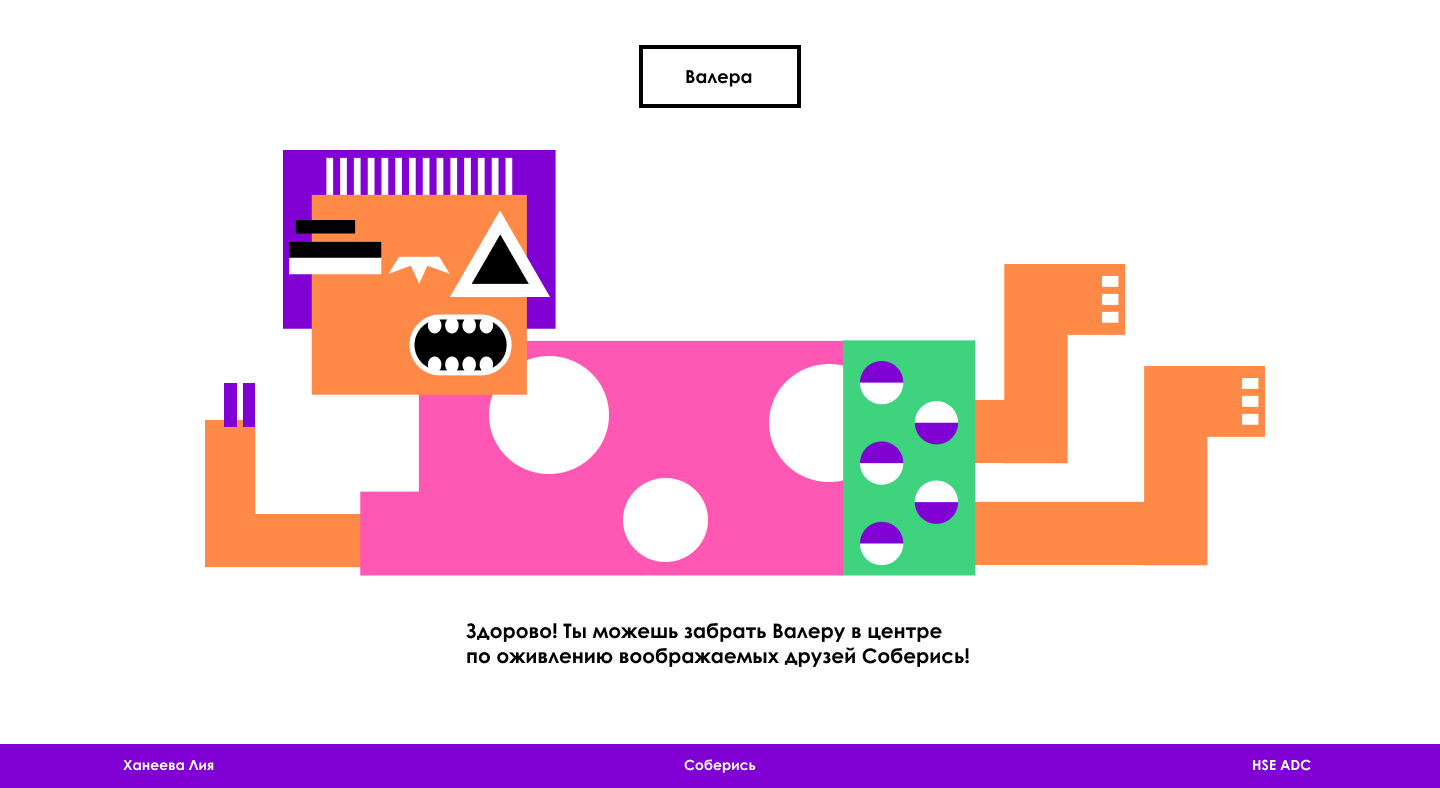 Валера
Здорово! Ты можешь забрать Валеру в центре
по оживлению воображаемых друзей Соберись!
Ханеева Лия
Соберись
HSE ADC